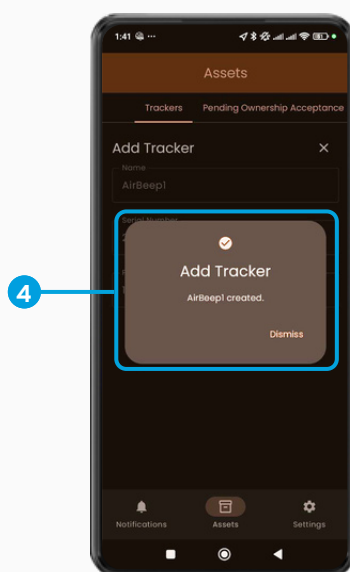 1:41
Assets
Trackers Pending Ownership Acceptance
Add Tracker
Name
AirBeep1
Serial Number
4
Add Tracker
AirBeep1 created.
Dismiss
Notifications Assets Settings